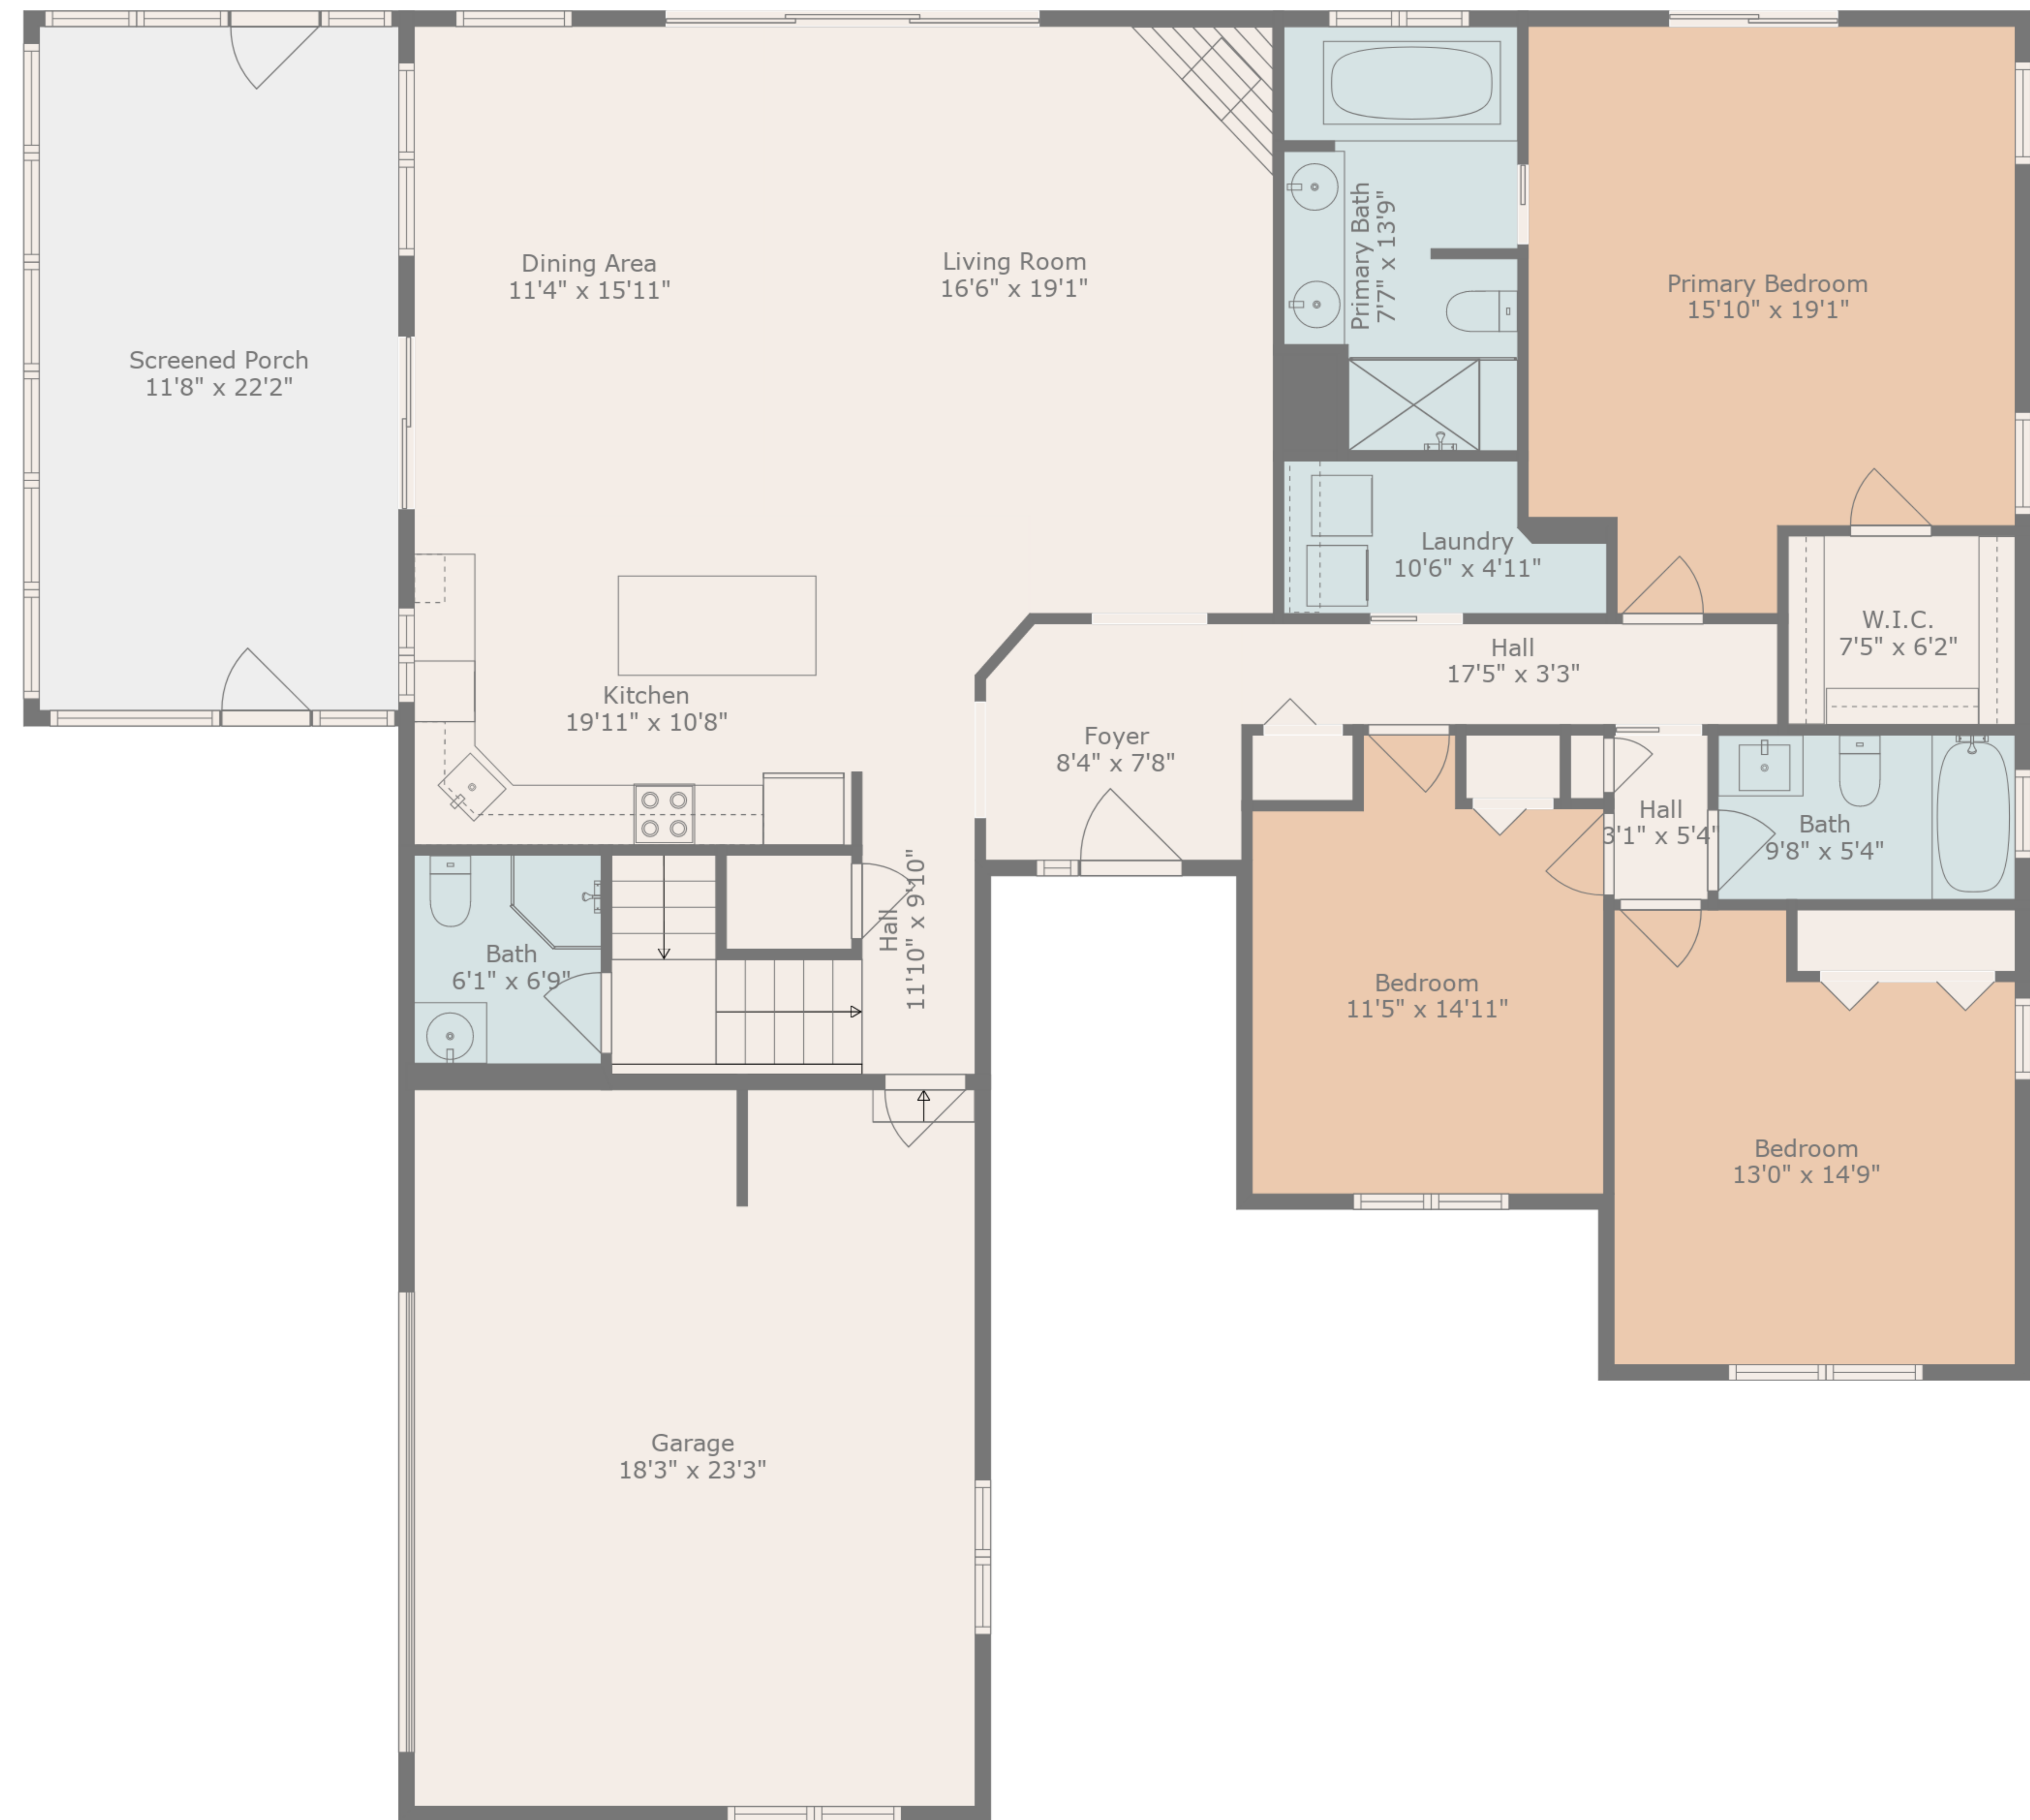 Dining Area
11'4" x 15'11"
Living Room
16'6" x 19'1"
Primary Bath
7'7" x 13'9"
Primary Bedroom
15'10" x 19'1"
Screened Porch
11'8" x 22'2"
Laundry
10'6" x 4'11"
W.I.C.
7'5" x 6'2"
Hall
17'5" x 3'3"
Kitchen
19'11" x 10'8"
Foyer
8'4" x 7'8"
Hall
3'1" x 5'4"
Bath
9'8" x 5'4"
Hall
11'10" x 9'10"
Bath
6'1" x 6'9"
Bedroom
11'5" x 14'11"
Bedroom
13'0" x 14'9"
Garage
18'3" x 23'3"